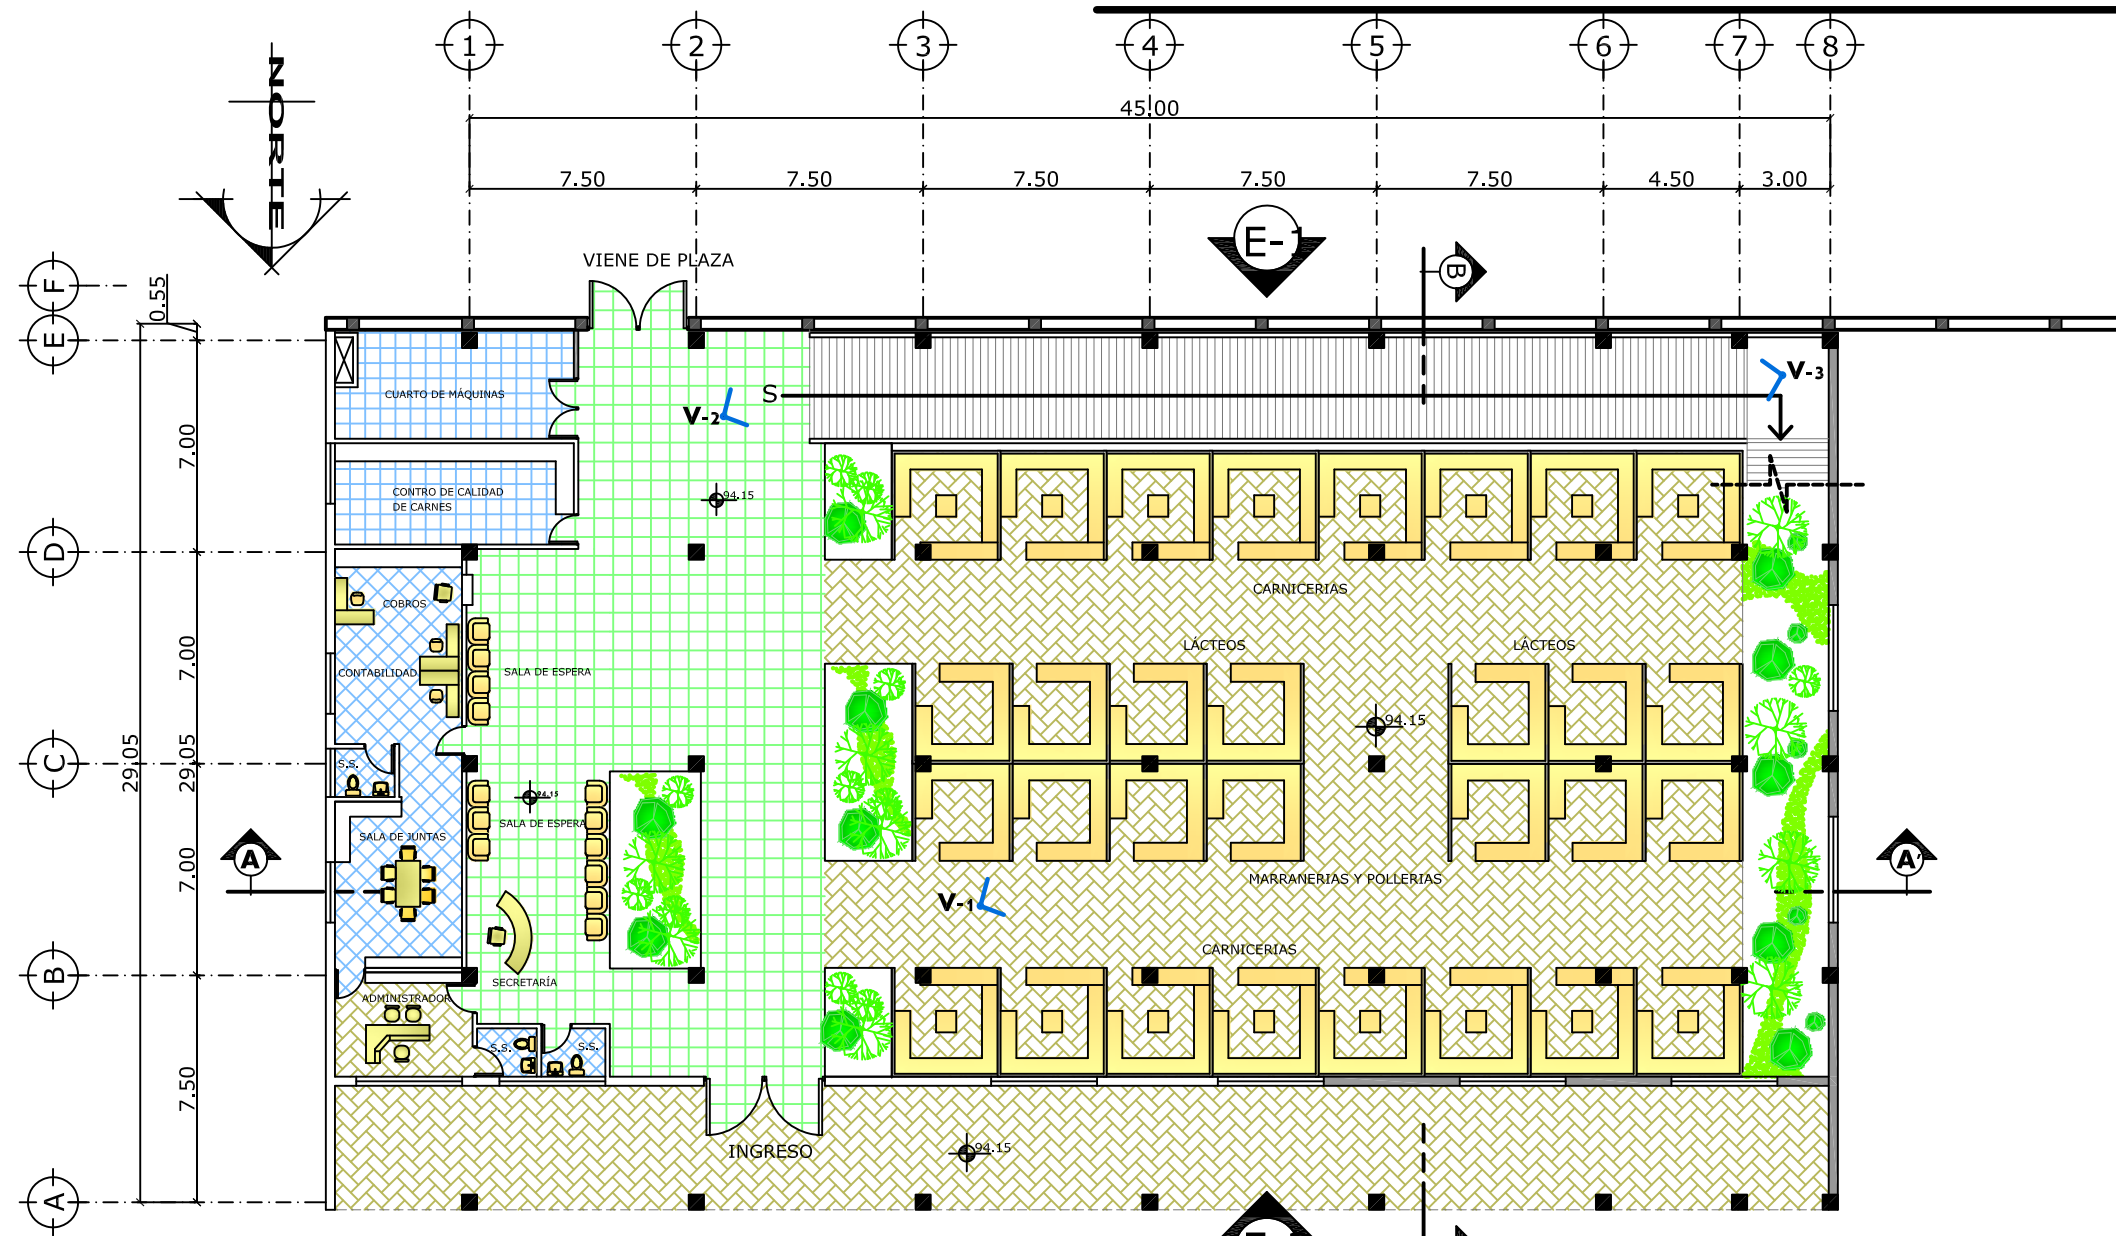 1 2 3 4 5 6 7 8
NORTE
45.00
7.50 7.50 7.50 7.50 7.50 4.50 3.00
E-1
B
VIENE DE PLAZA
F
0.55
E
V-3
CUARTO DE MÁQUINAS
V-2
S
7.00
CONTRO DE CALIDAD
DE CARNES
94.15
D
CARNICERIAS
COBROS
7.00
LÁCTEOS LÁCTEOS
CONTABILIDAD
SALA DE ESPERA
94.15
C
S.S.
29.05 29.05
94.15
SALA DE ESPERA
SALA DE JUNTAS
A
A'
7.00
MARRANERIAS Y POLLERIAS
V-1
CARNICERIAS
B
SECRETARÍA
ADMINISTRADOR
S.S. S.S.
7.50
INGRESO
94.15
A